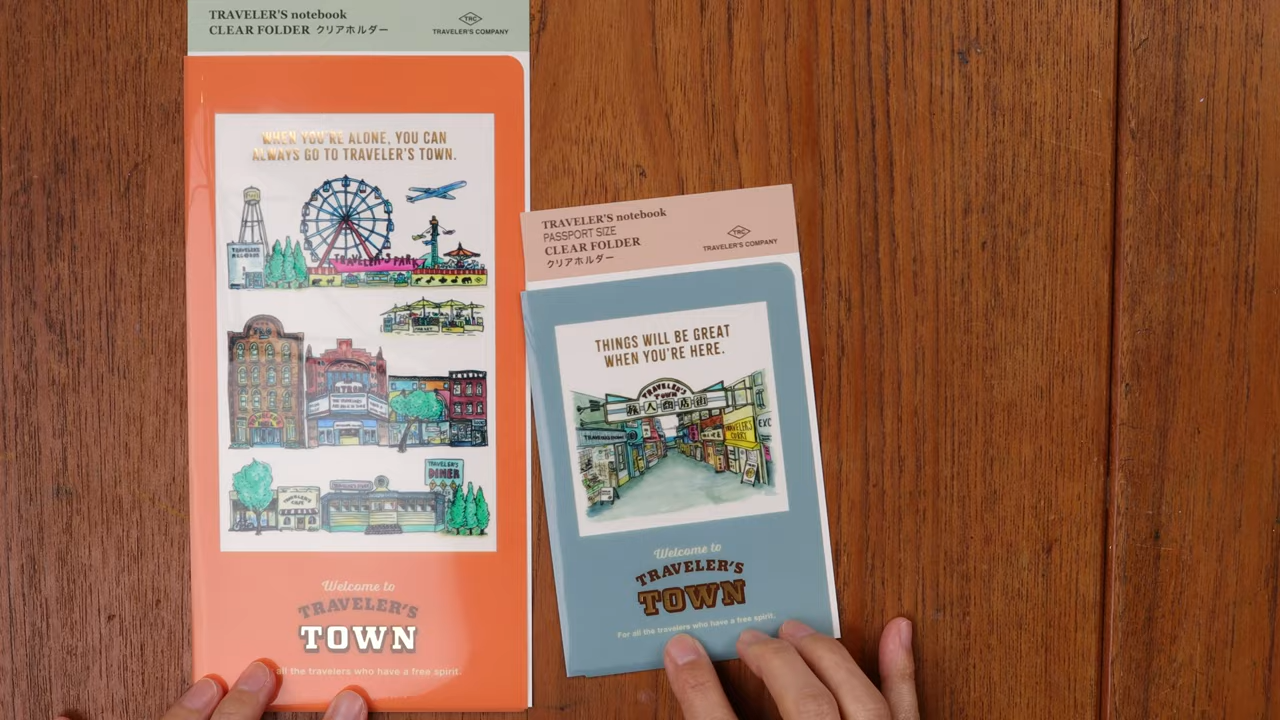 TRAVELER'S notebook
CLEAR FOLDER クリアホルダー
TRC
TRAVELER'S COMPANY
WHEN YOU'RE ALONE, YOU CAN
ALWAYS GO TO TRAVELER'S TOWN.
TRAVELER'S PARK
TRAVELER'S
DINER
Welcome to
TRAVELER'S
TOWN
all the travelers who have a free spirit.
TRAVELER'S notebook
PASSPORT SIZE
CLEAR FOLDER
クリアホルダー
TRC
TRAVELER'S COMPANY
THINGS WILL BE GREAT
WHEN YOU'RE HERE.
TRAVELER'S
TOWN
旅人商店街
EXC
Welcome to
TRAVELER'S
TOWN
For all the travelers who have a free spirit.